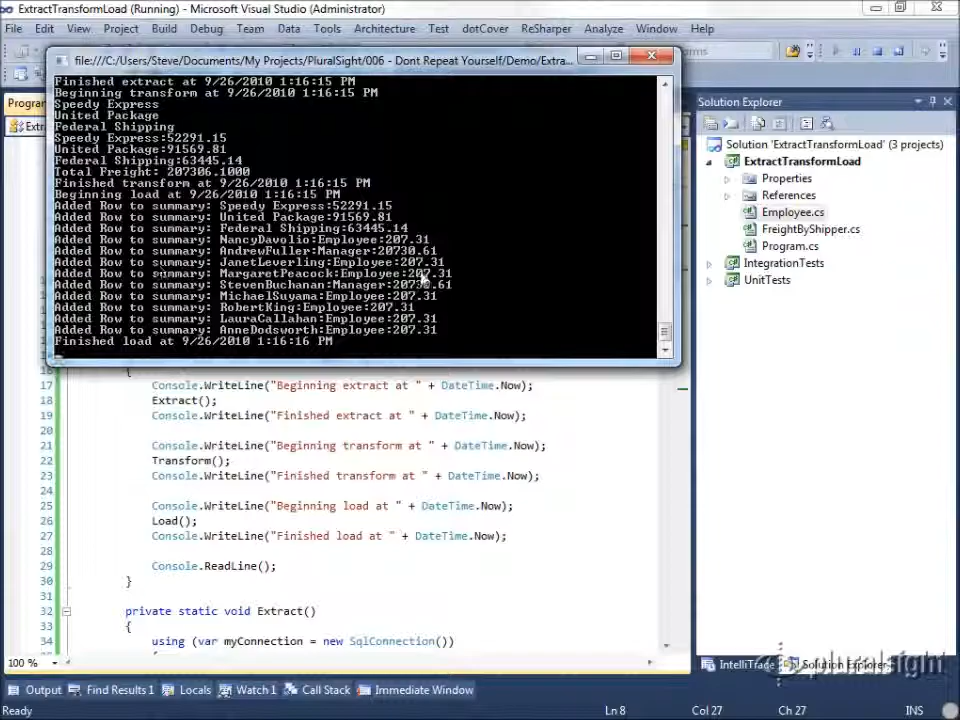 ExtractTransformLoad (Running) - Microsoft Visual Studio (Administrator)
File Edit View Project Build Debug Team Data Tools Architecture Test dotCover ReSharper Analyze Window Help
file:///C:/Users/Steve/Documents/My Projects/PluralSight/006 - Dont Repeat Yourself/Demo/Extra...
Finished extract at 9/26/2010 1:16:15 PM
Beginning transform at 9/26/2010 1:16:15 PM
Speedy Express
United Package
Federal Shipping
Speedy Express:52291.15
United Package:91569.81
Federal Shipping:63445.14
Total Freight: 207306.1000
Finished transform at 9/26/2010 1:16:15 PM
Beginning load at 9/26/2010 1:16:15 PM
Added Row to summary: Speedy Express:52291.15
Added Row to summary: United Package:91569.81
Added Row to summary: Federal Shipping:63445.14
Added Row to summary: NancyDavolio:Employee:207.31
Added Row to summary: AndrewFuller:Manager:20730.61
Added Row to summary: JanetLeverling:Employee:207.31
Added Row to summary: MargaretPeacock:Employee:207.31
Added Row to summary: StevenBuchanan:Manager:20730.61
Added Row to summary: MichaelSuyama:Employee:207.31
Added Row to summary: RobertKing:Employee:207.31
Added Row to summary: LauraCallahan:Employee:207.31
Added Row to summary: AnneDodsworth:Employee:207.31
Finished load at 9/26/2010 1:16:16 PM
Progra
Extr
Solution Explorer
Solution 'ExtractTransformLoad' (3 projects)
ExtractTransformLoad
Properties
References
Employee.cs
FreightByShipper.cs
Program.cs
IntegrationTests
UnitTests
16 {
17 Console.WriteLine("Beginning extract at " + DateTime.Now);
18 Extract();
19 Console.WriteLine("Finished extract at " + DateTime.Now);
20
21 Console.WriteLine("Beginning transform at " + DateTime.Now);
22 Transform();
23 Console.WriteLine("Finished transform at " + DateTime.Now);
24
25 Console.WriteLine("Beginning load at " + DateTime.Now);
26 Load();
27 Console.WriteLine("Finished load at " + DateTime.Now);
28
29 Console.ReadLine();
30 }
31
32 private static void Extract()
33 {
34 using (var myConnection = new SqlConnection())
100 %
IntelliTrace Solution Explorer
pluralsight
Output Find Results 1 Locals Watch 1 Call Stack Immediate Window
Ready Ln 8 Col 27 Ch 27 INS